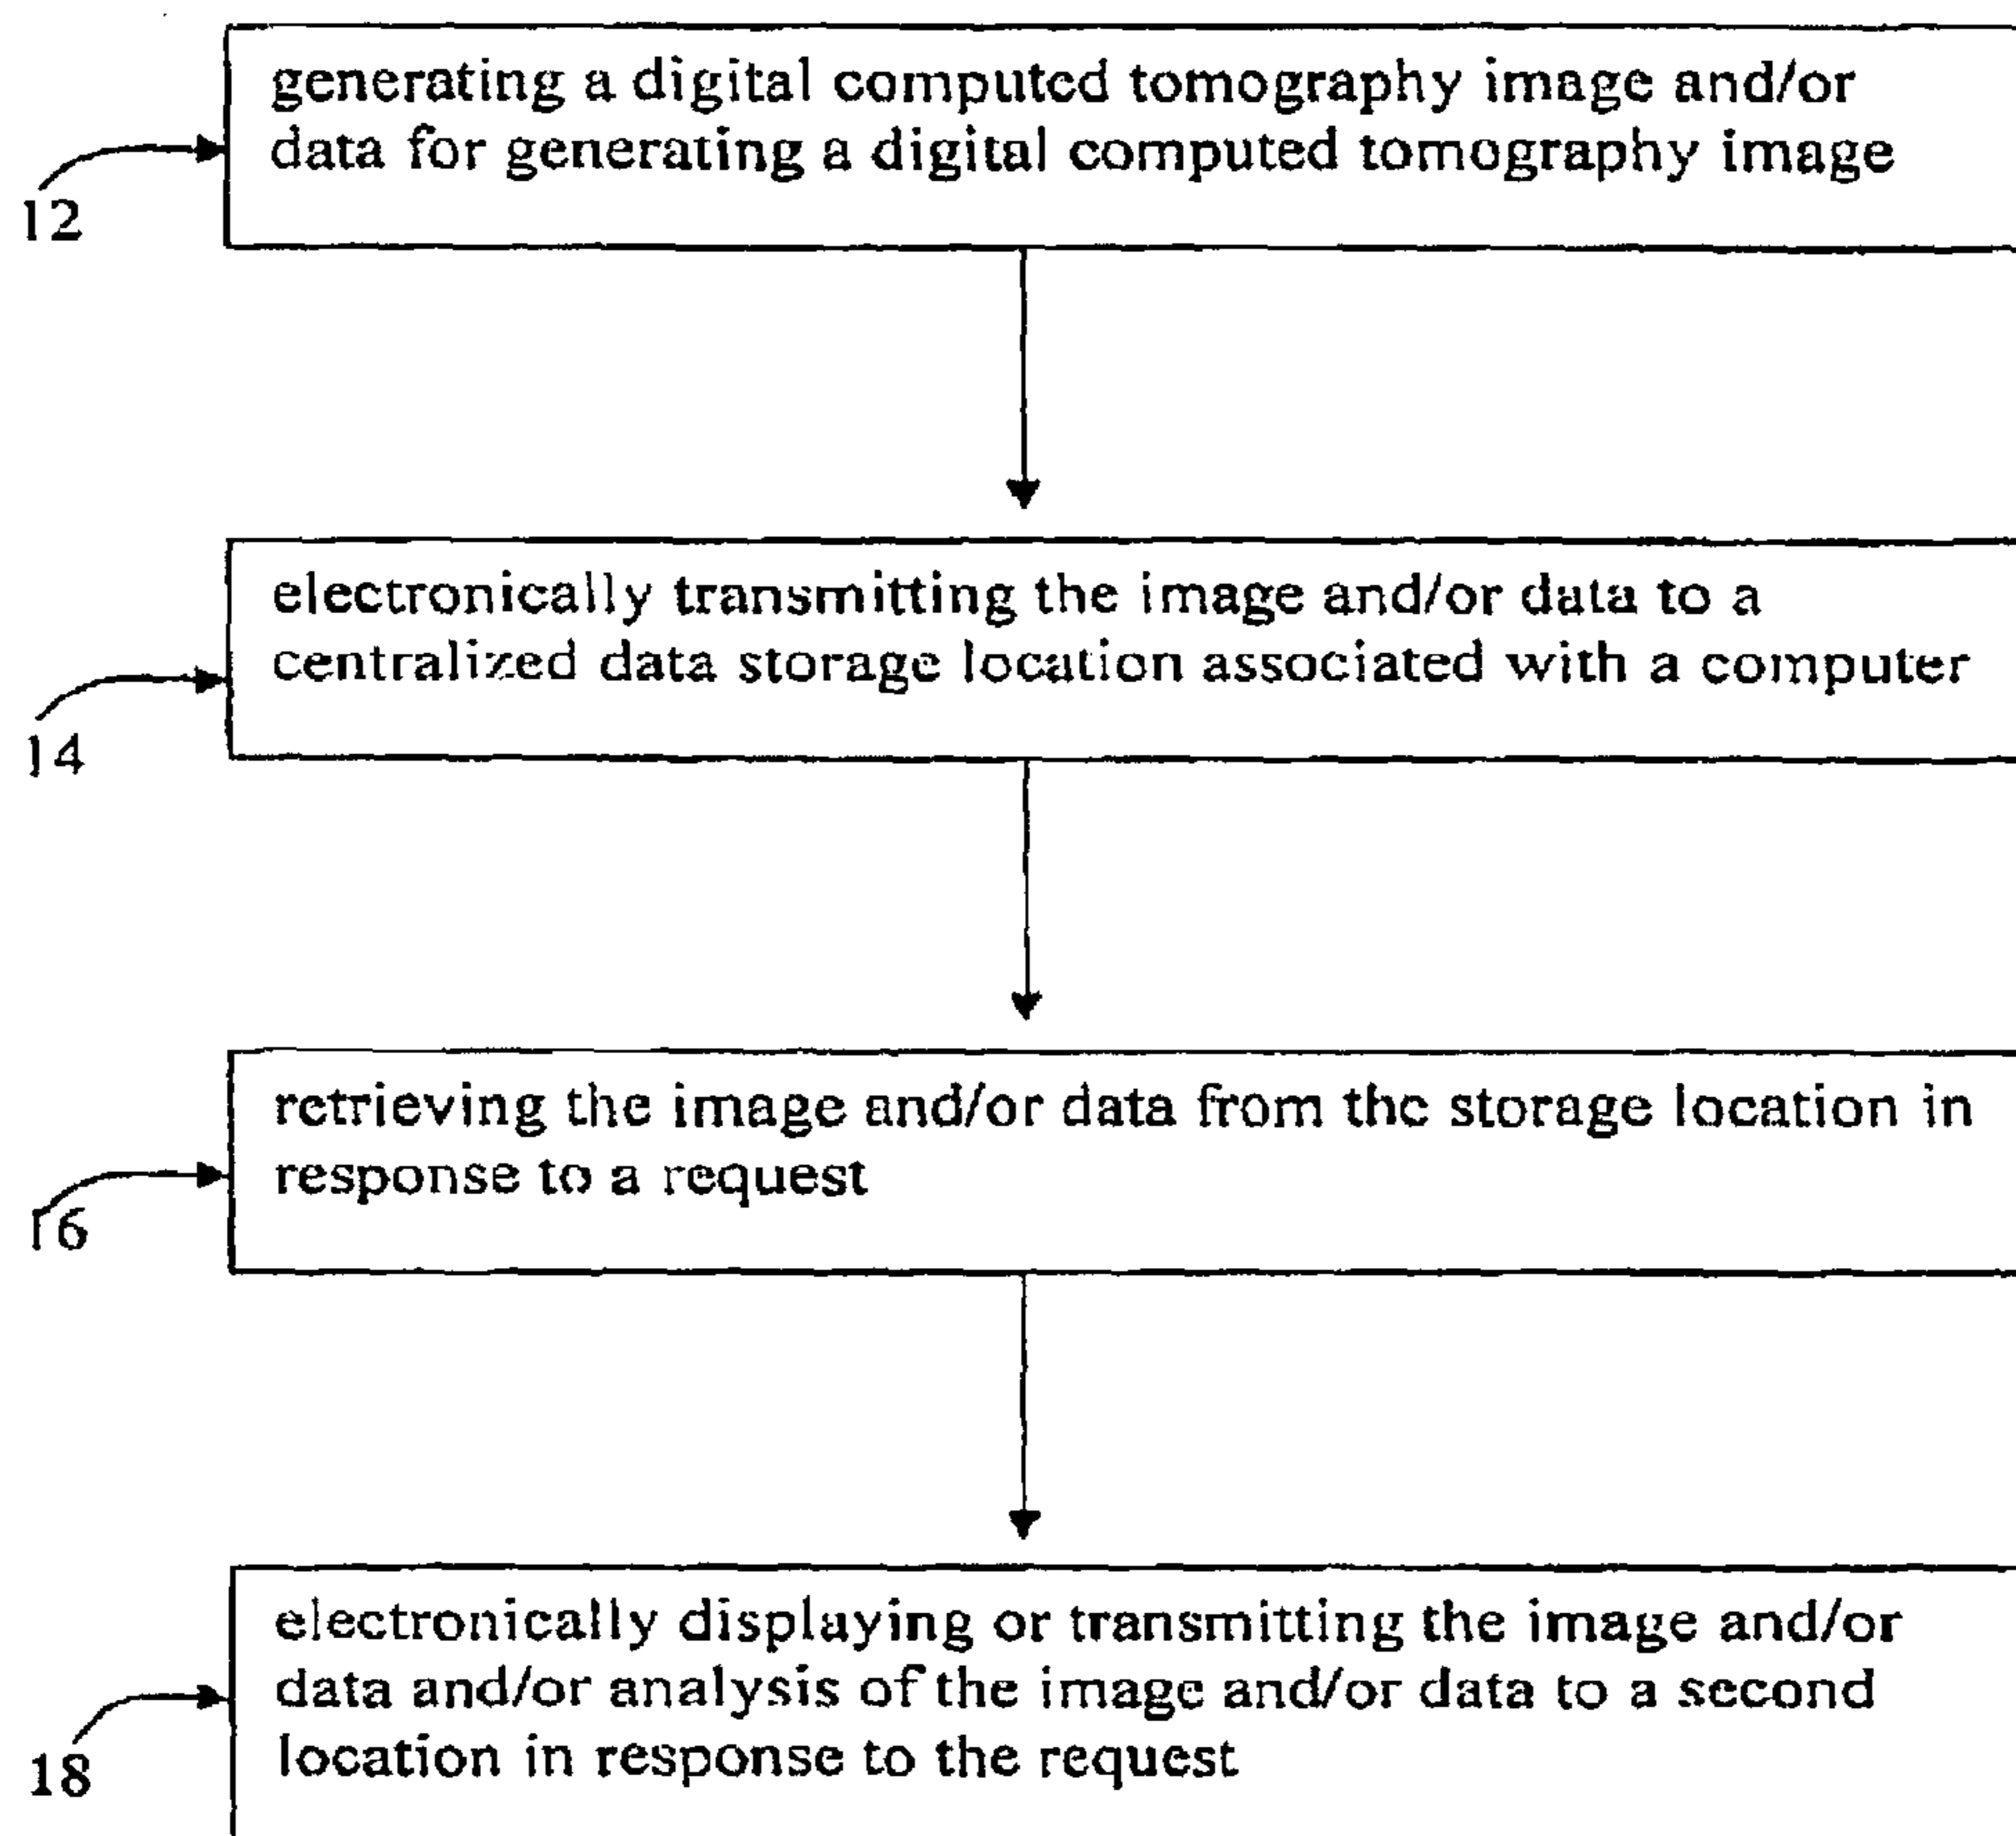 generating a digital computed tomography image and/or
data for generating a digital computed tomography image
12
electronically transmitting the image and/or data to a
centralized data storage location associated with a computer
14
retrieving the image and/or data from the storage location in
response to a request
16
electronically displaying or transmitting the image and/or
data and/or analysis of the image and/or data to a second
location in response to the request
18